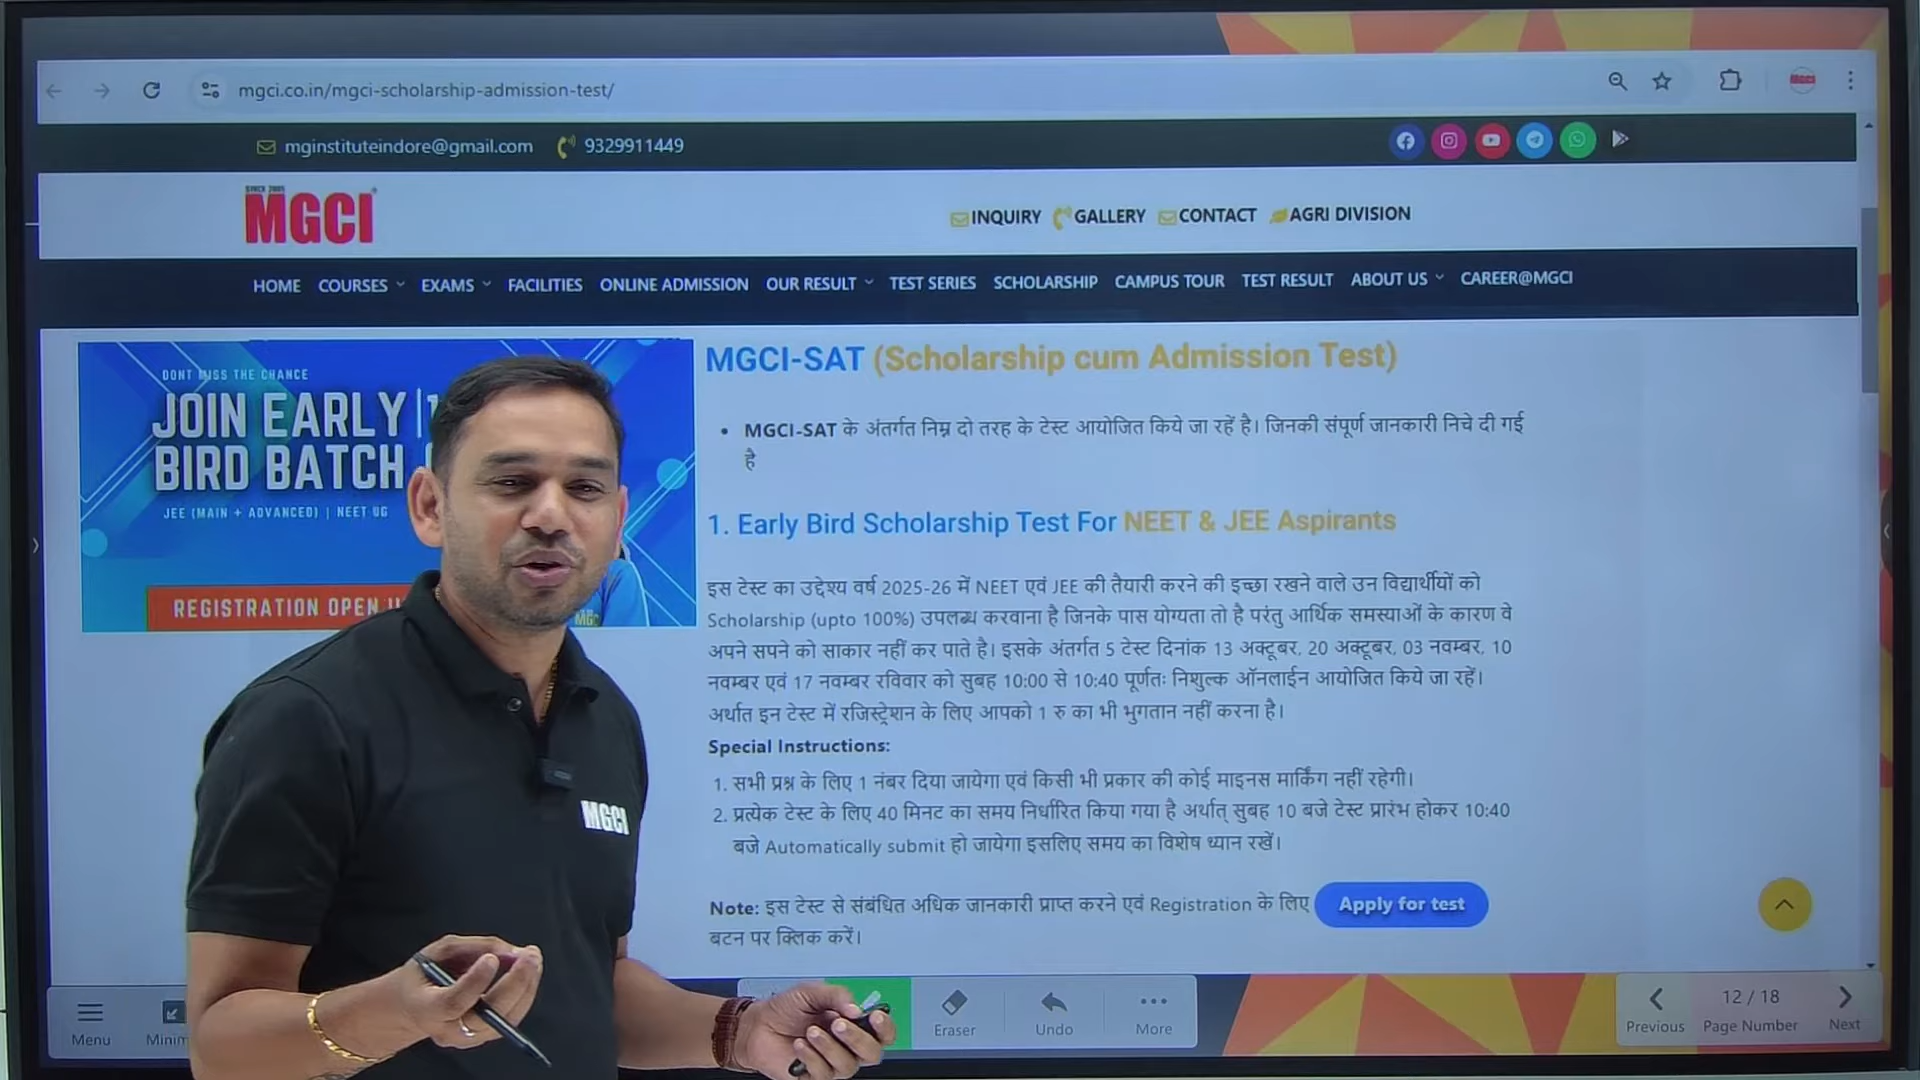 mgci.co.in/mgci-scholarship-admission-test/
mginstituteindore@gmail.com 9329911449
SINCE 2005
MGCI
INQUIRY GALLERY CONTACT AGRI DIVISION
HOME COURSES EXAMS FACILITIES ONLINE ADMISSION OUR RESULT TEST SERIES SCHOLARSHIP CAMPUS TOUR TEST RESULT ABOUT US CAREER@MGCI
DONT MISS THE CHANCE
JOIN EARLY
BIRD BATCH
JEE (MAIN + ADVANCED) | NEET UG
REGISTRATION OPEN
MGCI-SAT (Scholarship cum Admission Test)
• MGCI-SAT के अंतर्गत निम्न दो तरह के टेस्ट आयोजित किये जा रहें है। जिनकी संपूर्ण जानकारी निचे दी गई
है
1. Early Bird Scholarship Test For NEET & JEE Aspirants
इस टेस्ट का उद्देश्य वर्ष 2025-26 में NEET एवं JEE की तैयारी करने की इच्छा रखने वाले उन विद्यार्थीयों को
Scholarship (upto 100%) उपलब्ध करवाना है जिनके पास योग्यता तो है परंतु आर्थिक समस्याओं के कारण वे
अपने सपने को साकार नहीं कर पाते है। इसके अंतर्गत 5 टेस्ट दिनांक 13 अक्टूबर, 20 अक्टूबर, 03 नवम्बर, 10
नवम्बर एवं 17 नवम्बर रविवार को सुबह 10:00 से 10:40 पूर्णतः निशुल्क ऑनलाईन आयोजित किये जा रहें।
अर्थात इन टेस्ट में रजिस्ट्रेशन के लिए आपको 1 रु का भी भुगतान नहीं करना है।
Special Instructions:
1. सभी प्रश्न के लिए 1 नंबर दिया जायेगा एवं किसी भी प्रकार की कोई माइनस मार्किंग नहीं रहेगी।
2. प्रत्येक टेस्ट के लिए 40 मिनट का समय निर्धारित किया गया है अर्थात् सुबह 10 बजे टेस्ट प्रारंभ होकर 10:40
बजे Automatically submit हो जायेगा इसलिए समय का विशेष ध्यान रखें।
Note: इस टेस्ट से संबंधित अधिक जानकारी प्राप्त करने एवं Registration के लिए Apply for test
बटन पर क्लिक करें।
MGCI
Menu Eraser Undo More
12 / 18
Previous Page Number Next